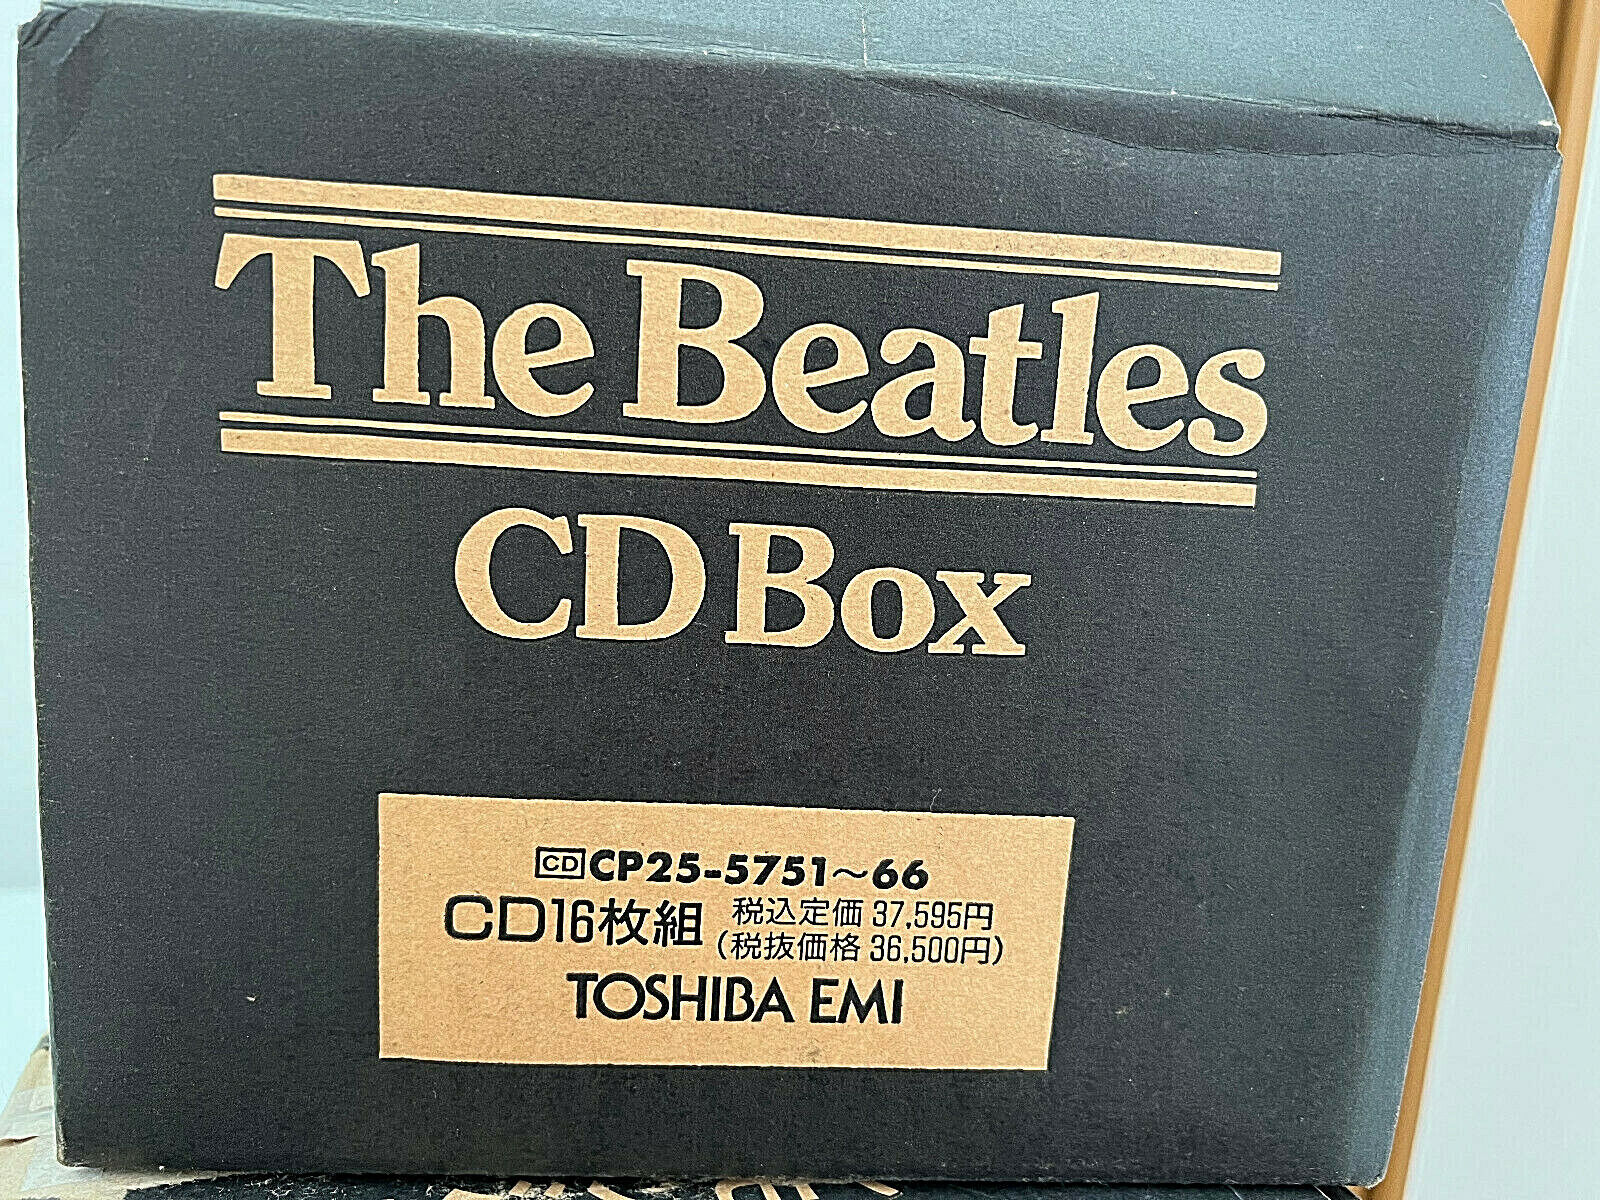 The Beatles
CD Box
CD CP25-5751～66
CD16枚組 税込定価 37,595円
(税抜価格 36,500円)
TOSHIBA EMI